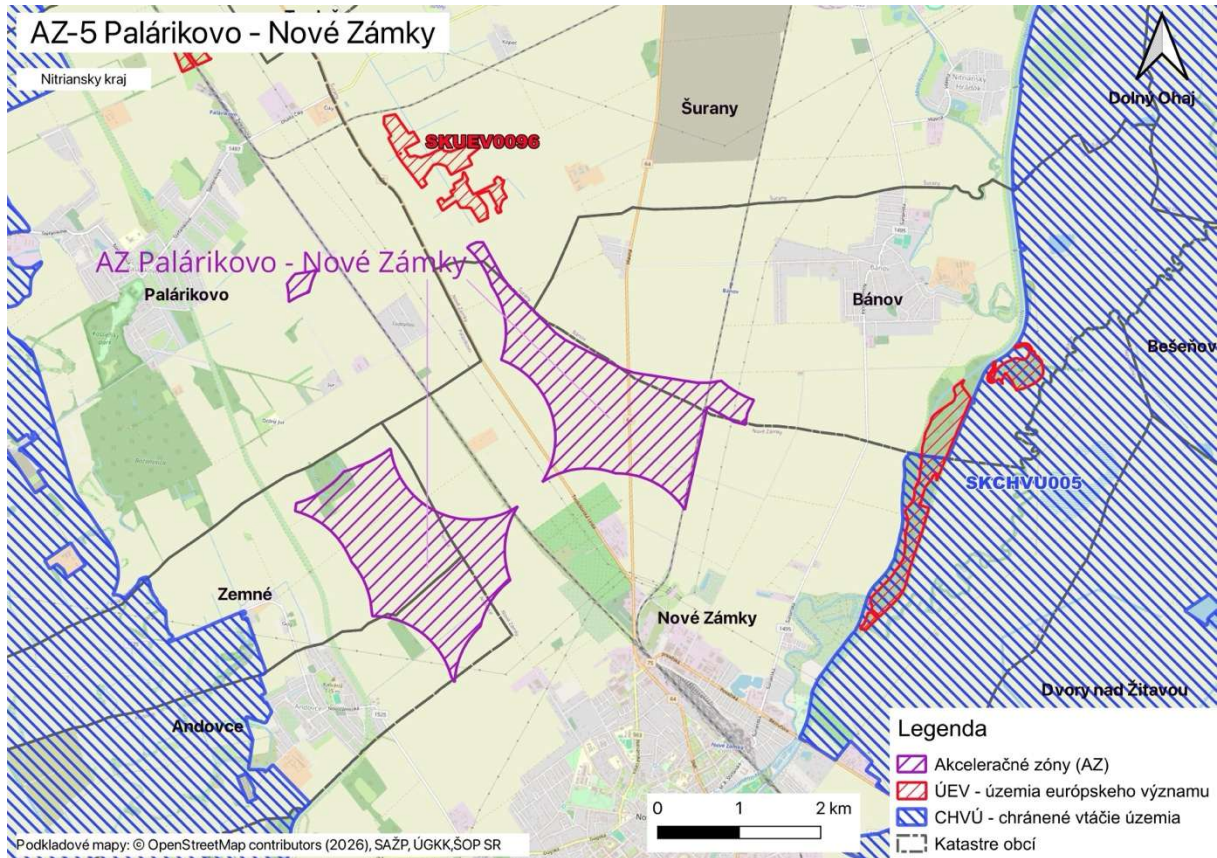 AZ-5 Palárikovo - Nové Zámky
Nitriansky kraj
Dolný Ohaj
Šurany
SKUEV0096
AZ Palárikovo - Nové Zámky
Palárikovo
Bánov
Bešeňov
SKCHVU005
Zemné
Nové Zámky
Andovce
Dvory nad Žitavou
Legenda
Akceleračné zóny (AZ)
ÚEV - územia európskeho významu
CHVÚ - chránené vtáčie územia
Katastre obcí
0 1 2 km
Podkladové mapy: © OpenStreetMap contributors (2026), SAŽP, ÚGKK,ŠOP SR